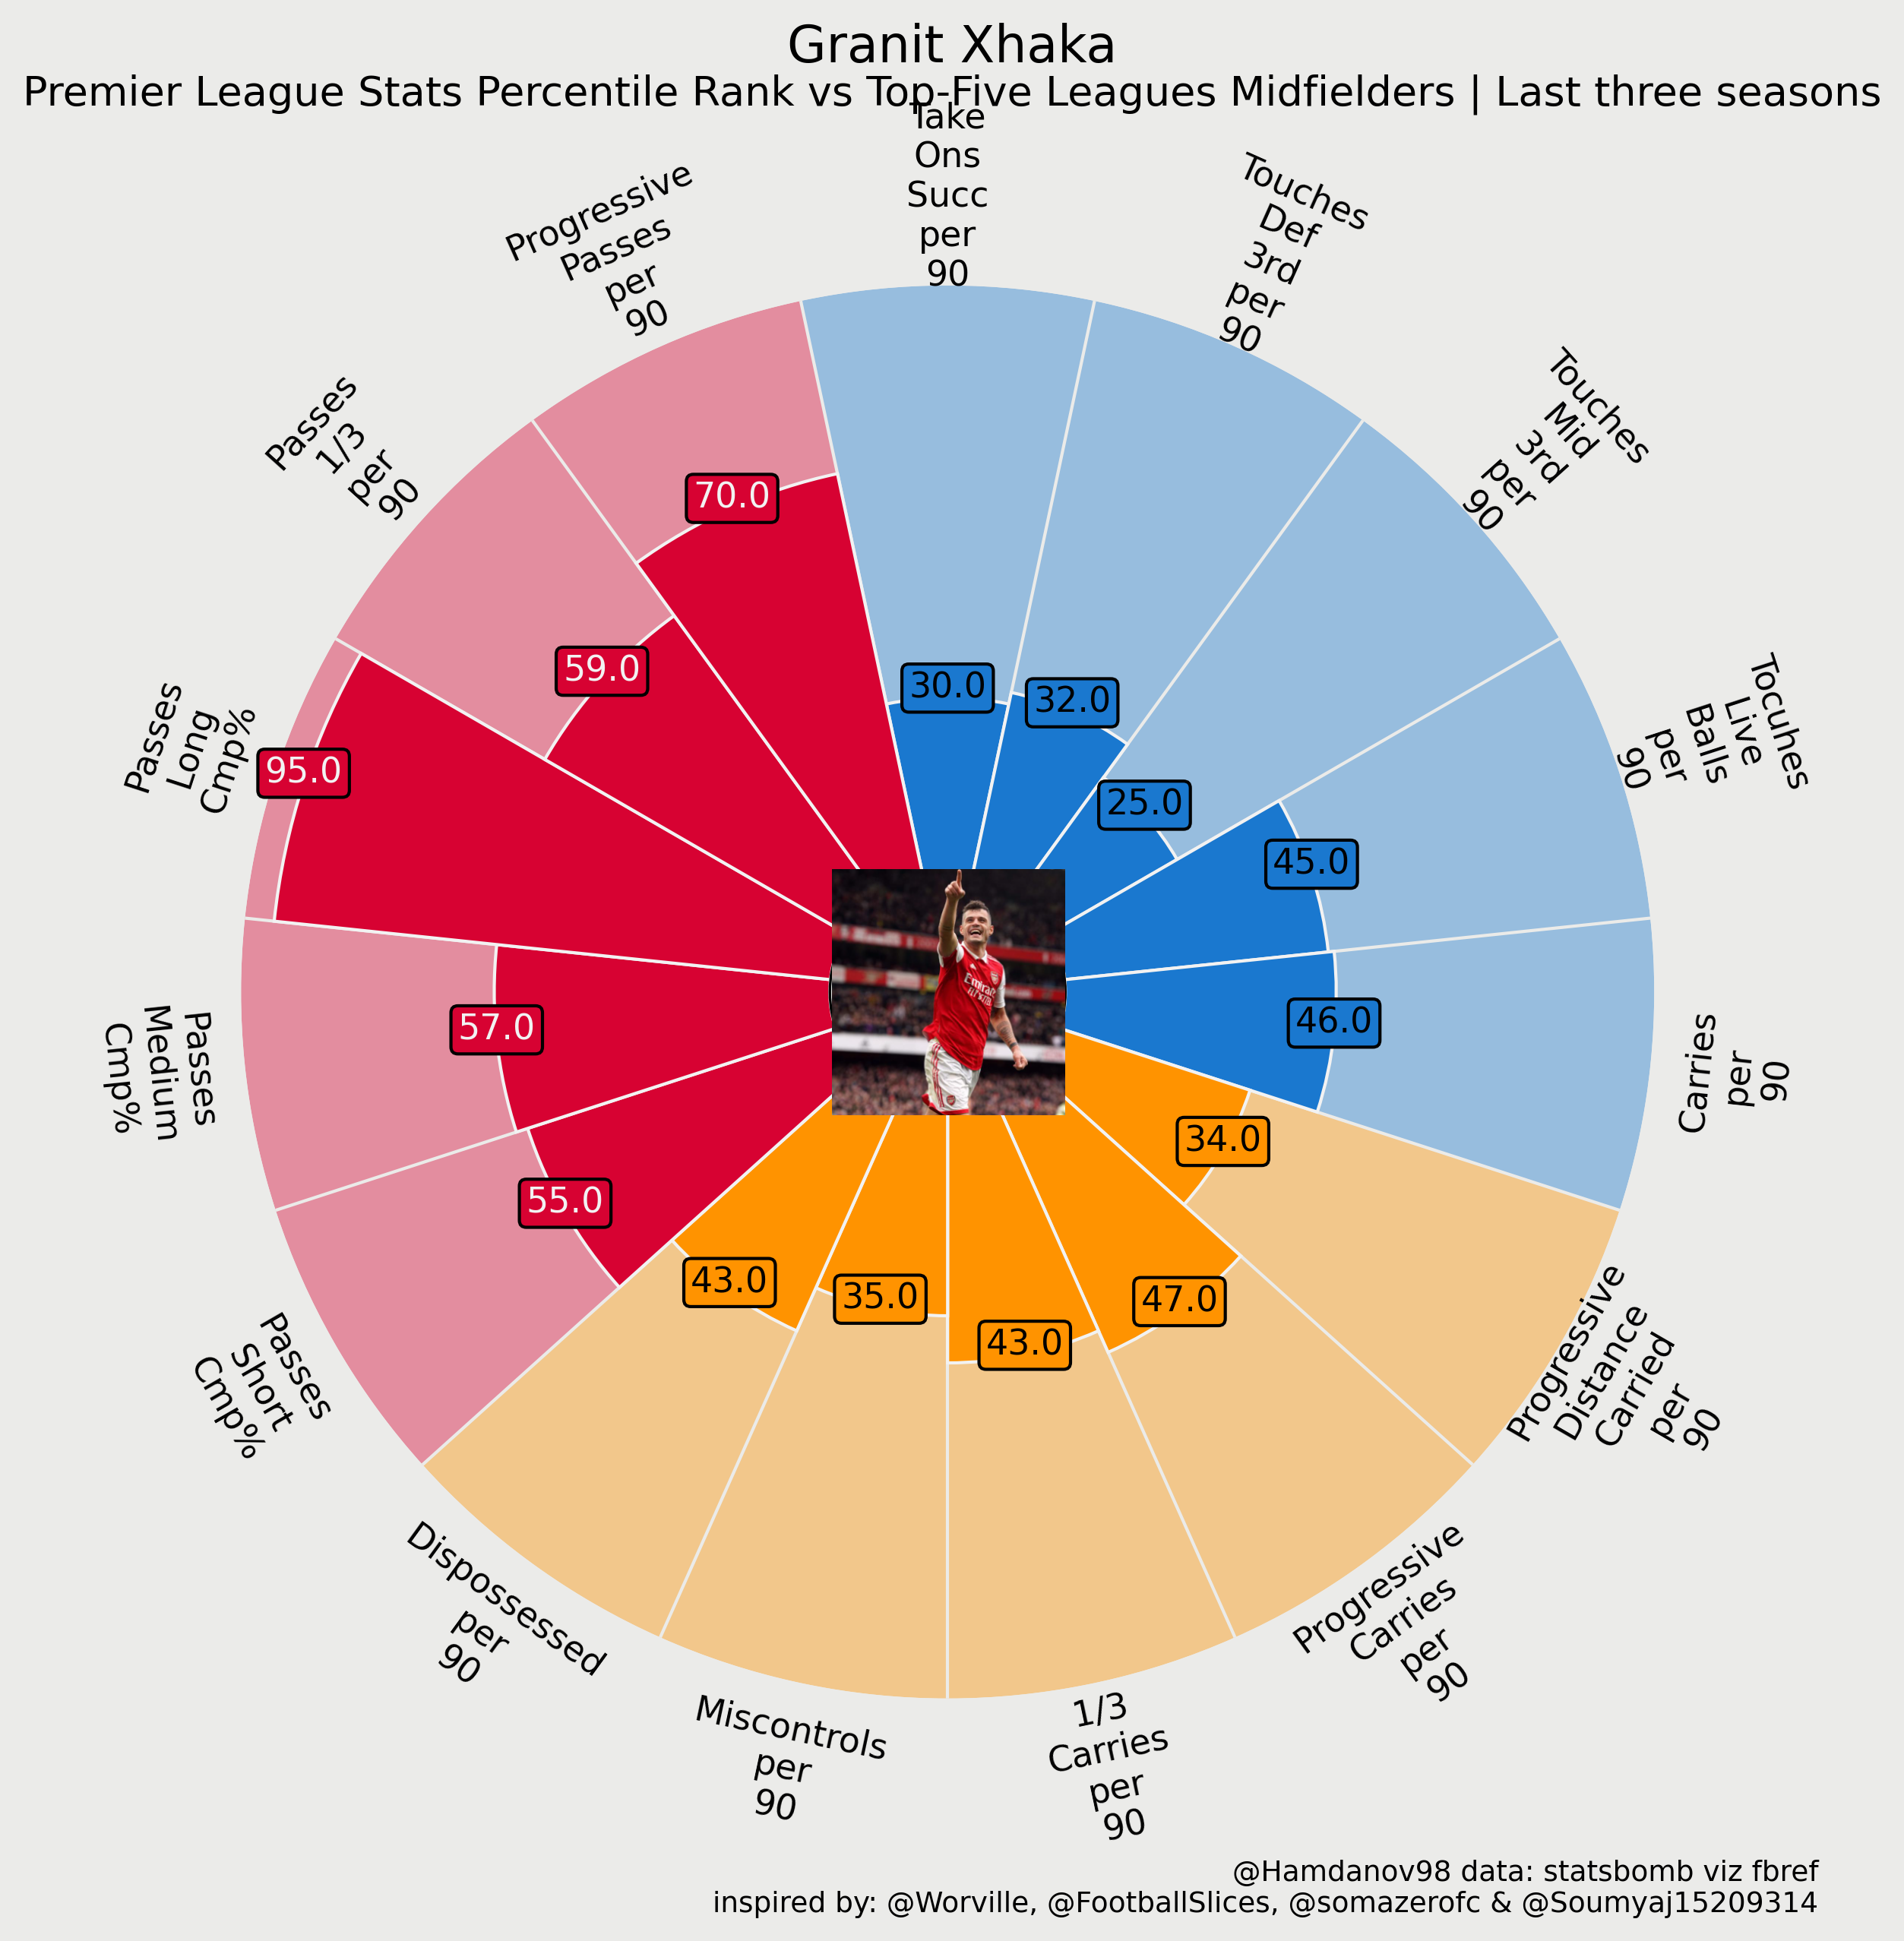 Granit Xhaka
Premier League Stats Percentile Rank vs Top-Five Leagues Midfielders | Last three seasons
Take
Ons
Succ
per
90
Touches
Def
3rd
per
90
Touches
Mid
3rd
per
90
Tocuhes
Live
Balls
per
90
Carries
per
90
Progressive
Distance
Carried
per
90
Progressive
Carries
per
90
1/3
Carries
per
90
Miscontrols
per
90
Dispossessed
per
90
Passes
Short
Cmp%
Passes
Medium
Cmp%
Passes
Long
Cmp%
Passes
1/3
per
90
Progressive
Passes
per
90
30.0
32.0
25.0
45.0
46.0
34.0
47.0
43.0
35.0
43.0
55.0
57.0
95.0
59.0
70.0
Emirates
@Hamdanov98 data: statsbomb viz fbref
inspired by: @Worville, @FootballSlices, @somazerofc & @Soumyaj15209314